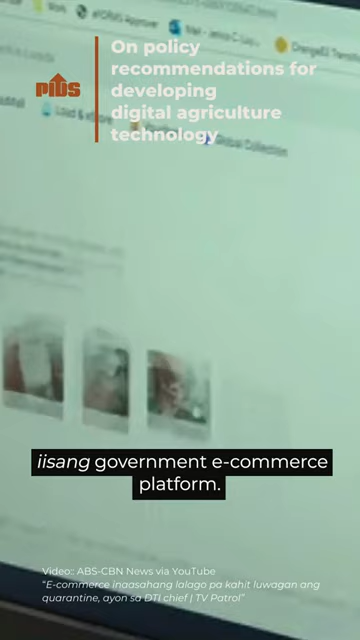 pids
On policy
recommendations for
developing
digital agriculture
technology
iisang government e-commerce
platform.
Video:: ABS-CBN News via YouTube
"E-commerce inaasahang lalago pa kahit luwagan ang
quarantine, ayon sa DTI chief | TV Patrol"